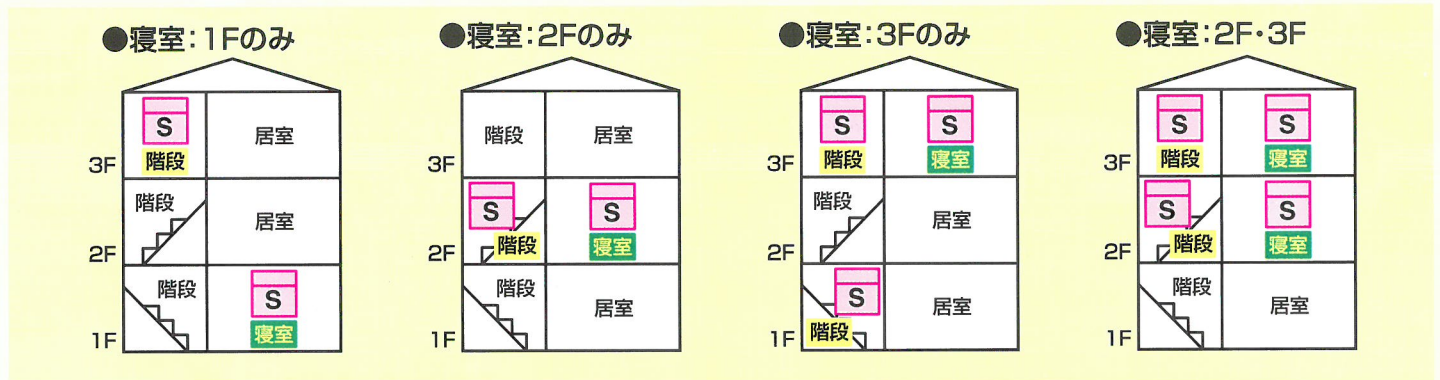 ●寝室:1Fのみ
S
階段 居室
3F
階段 居室
2F
階段 S
寝室
1F
●寝室:2Fのみ
階段 居室
3F
S S
階段 寝室
2F
階段 居室
1F
●寝室:3Fのみ
S S
階段 寝室
3F
階段 居室
2F
S 居室
階段
1F
●寝室:2F・3F
S S
階段 寝室
3F
S S
階段 寝室
2F
階段 居室
1F